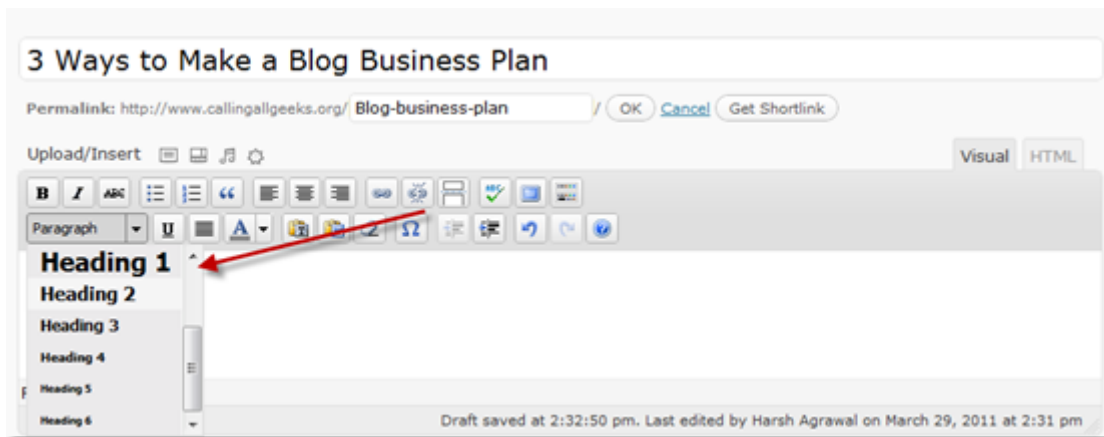 3 Ways to Make a Blog Business Plan
Permalink: http://www.callingallgeeks.org/ Blog-business-plan / OK Cancel Get Shortlink
Upload/Insert Visual HTML
B I ABC
Paragraph U A Ω
Heading 1
Heading 2
Heading 3
Heading 4
Heading 5
Heading 6
Draft saved at 2:32:50 pm. Last edited by Harsh Agrawal on March 29, 2011 at 2:31 pm